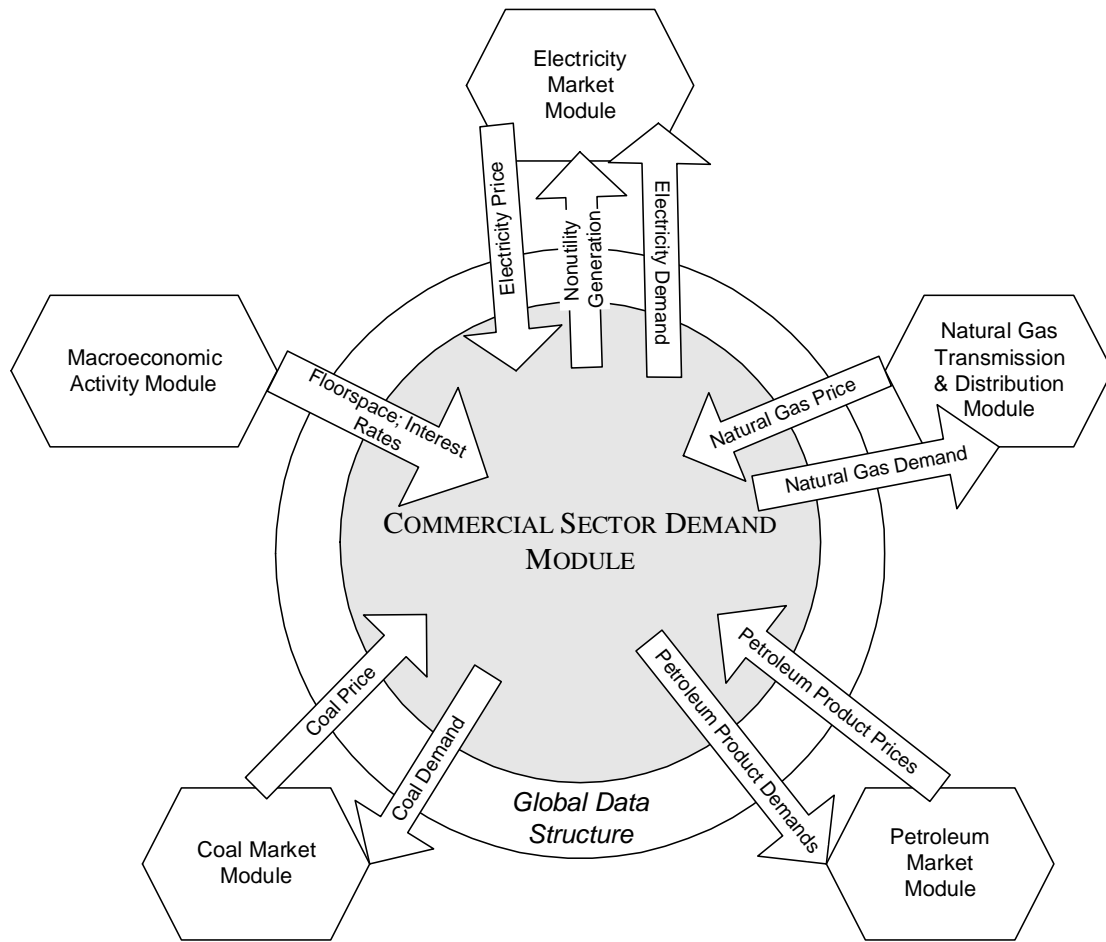 Electricity
Market
Module
Electricity Price
Nonutility
Generation
Electricity Demand
Macroeconomic
Activity Module
Floorspace; Interest
Rates
Natural Gas
Transmission
& Distribution
Module
Natural Gas Price
Natural Gas Demand
COMMERCIAL SECTOR DEMAND
MODULE
Coal Price
Coal Demand
Petroleum Product Prices
Petroleum Product Demands
Global Data
Structure
Coal Market
Module
Petroleum
Market
Module